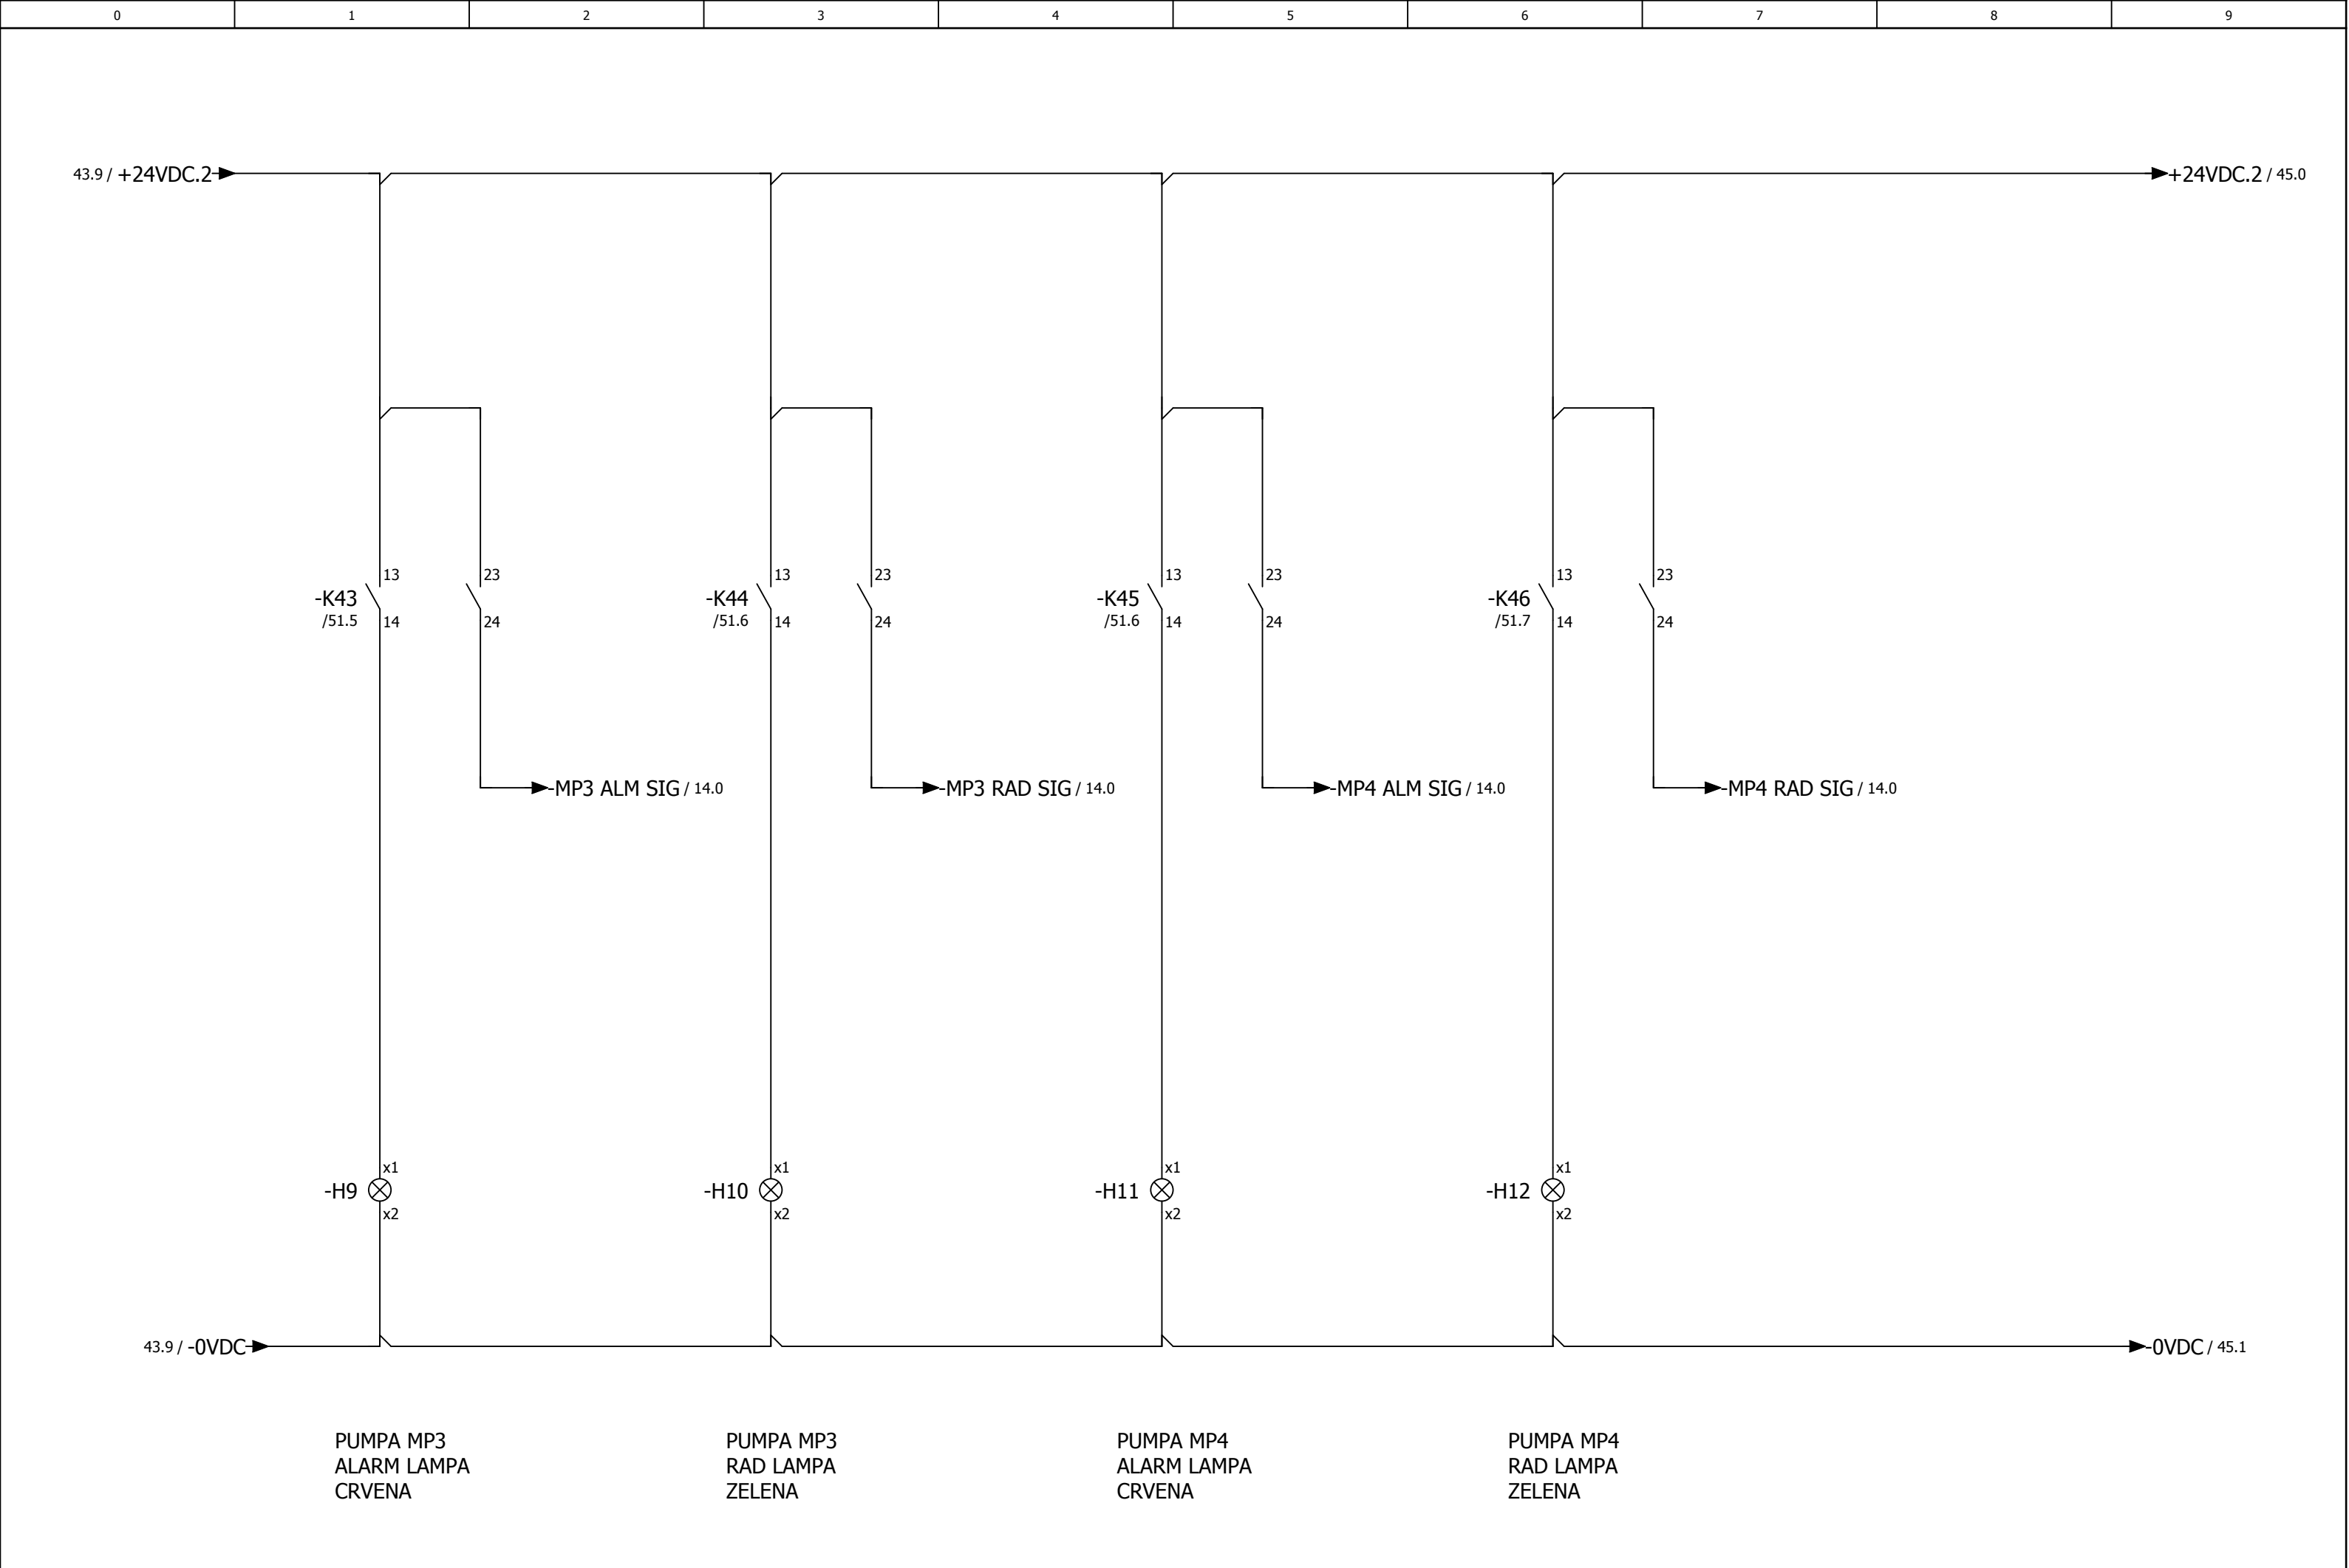 0 1 2 3 4 5 6 7 8 9
43.9 / +24VDC.2 +24VDC.2 / 45.0
13 23 13 23 13 23 13 23
-K43 -K44 -K45 -K46
/51.5 /51.6 /51.6 /51.7
14 24 14 24 14 24 14 24
-MP3 ALM SIG / 14.0 -MP3 RAD SIG / 14.0 -MP4 ALM SIG / 14.0 -MP4 RAD SIG / 14.0
x1 x1 x1 x1
-H9 -H10 -H11 -H12
x2 x2 x2 x2
43.9 / -0VDC -0VDC / 45.1
PUMPA MP3
ALARM LAMPA
CRVENA
PUMPA MP3
RAD LAMPA
ZELENA
PUMPA MP4
ALARM LAMPA
CRVENA
PUMPA MP4
RAD LAMPA
ZELENA